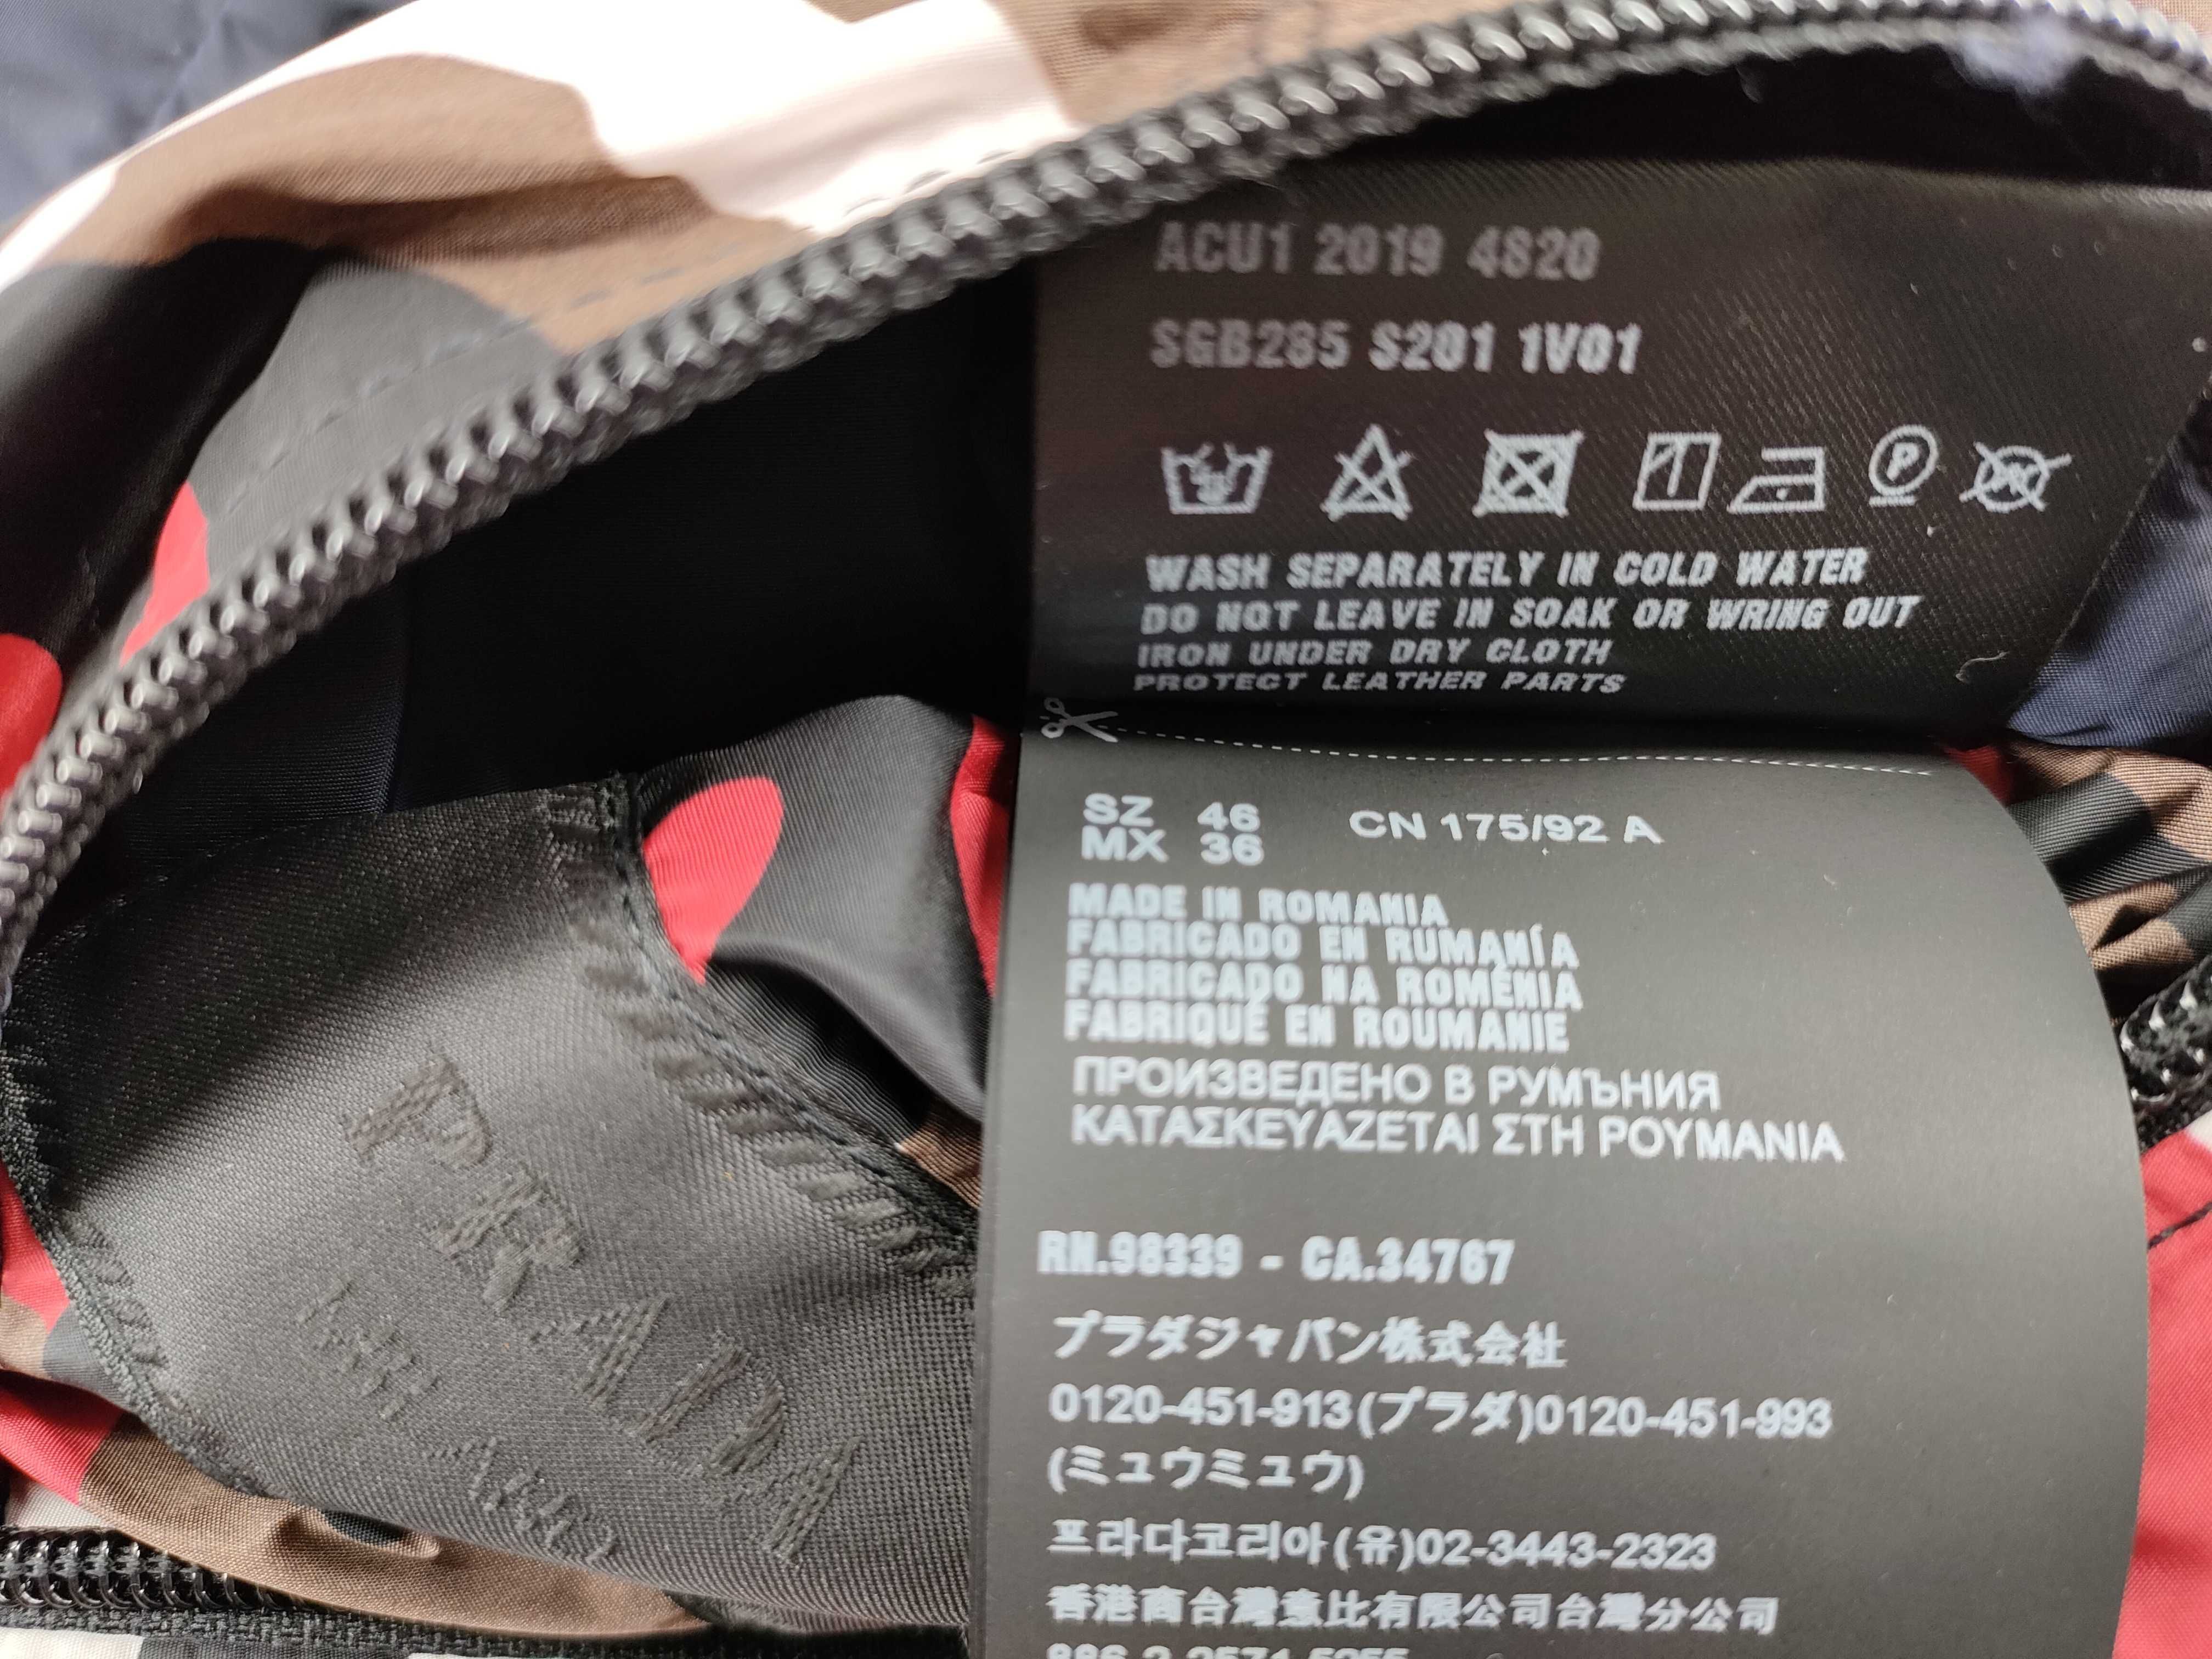 ACU1 2019 4820
SGB285 S201 1V01
P
WASH SEPARATELY IN COLD WATER
DO NOT LEAVE IN SOAK OR WRING OUT
IRON UNDER DRY CLOTH
PROTECT LEATHER PARTS
SZ 46 CN 175/92 A
MX 36
MADE IN ROMANIA
FABRICADO EN RUMANÍA
FABRICADO NA ROMÉNIA
FABRIQUÉ EN ROUMANIE
ПРОИЗВЕДЕНО В РУМЪНИЯ
ΚΑΤΑΣΚΕΥΑΖΕΤΑΙ ΣΤΗ ΡΟΥΜΑΝΙΑ
RN.98339 - CA.34767
プラダジャパン株式会社
0120-451-913(プラダ)0120-451-993
(ミュウミュウ)
프라다코리아(유)02-3443-2323
香港商台灣意比有限公司台灣分公司
PRADA